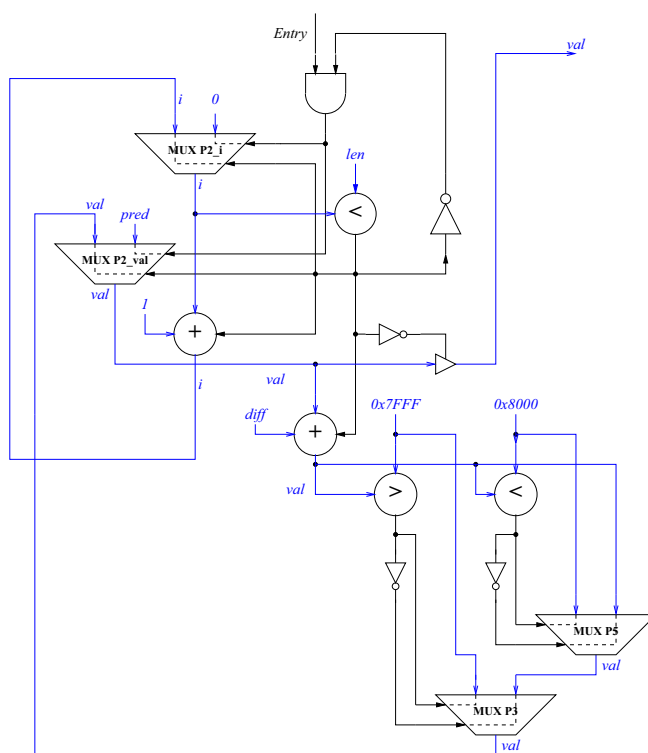 Entry
val
i
0
MUX P2_i
len
i
<
val
pred
MUX P2_val
val
1
+
i
val
0x7FFF
0x8000
diff
+
val
>
<
MUX P5
val
MUX P3
val